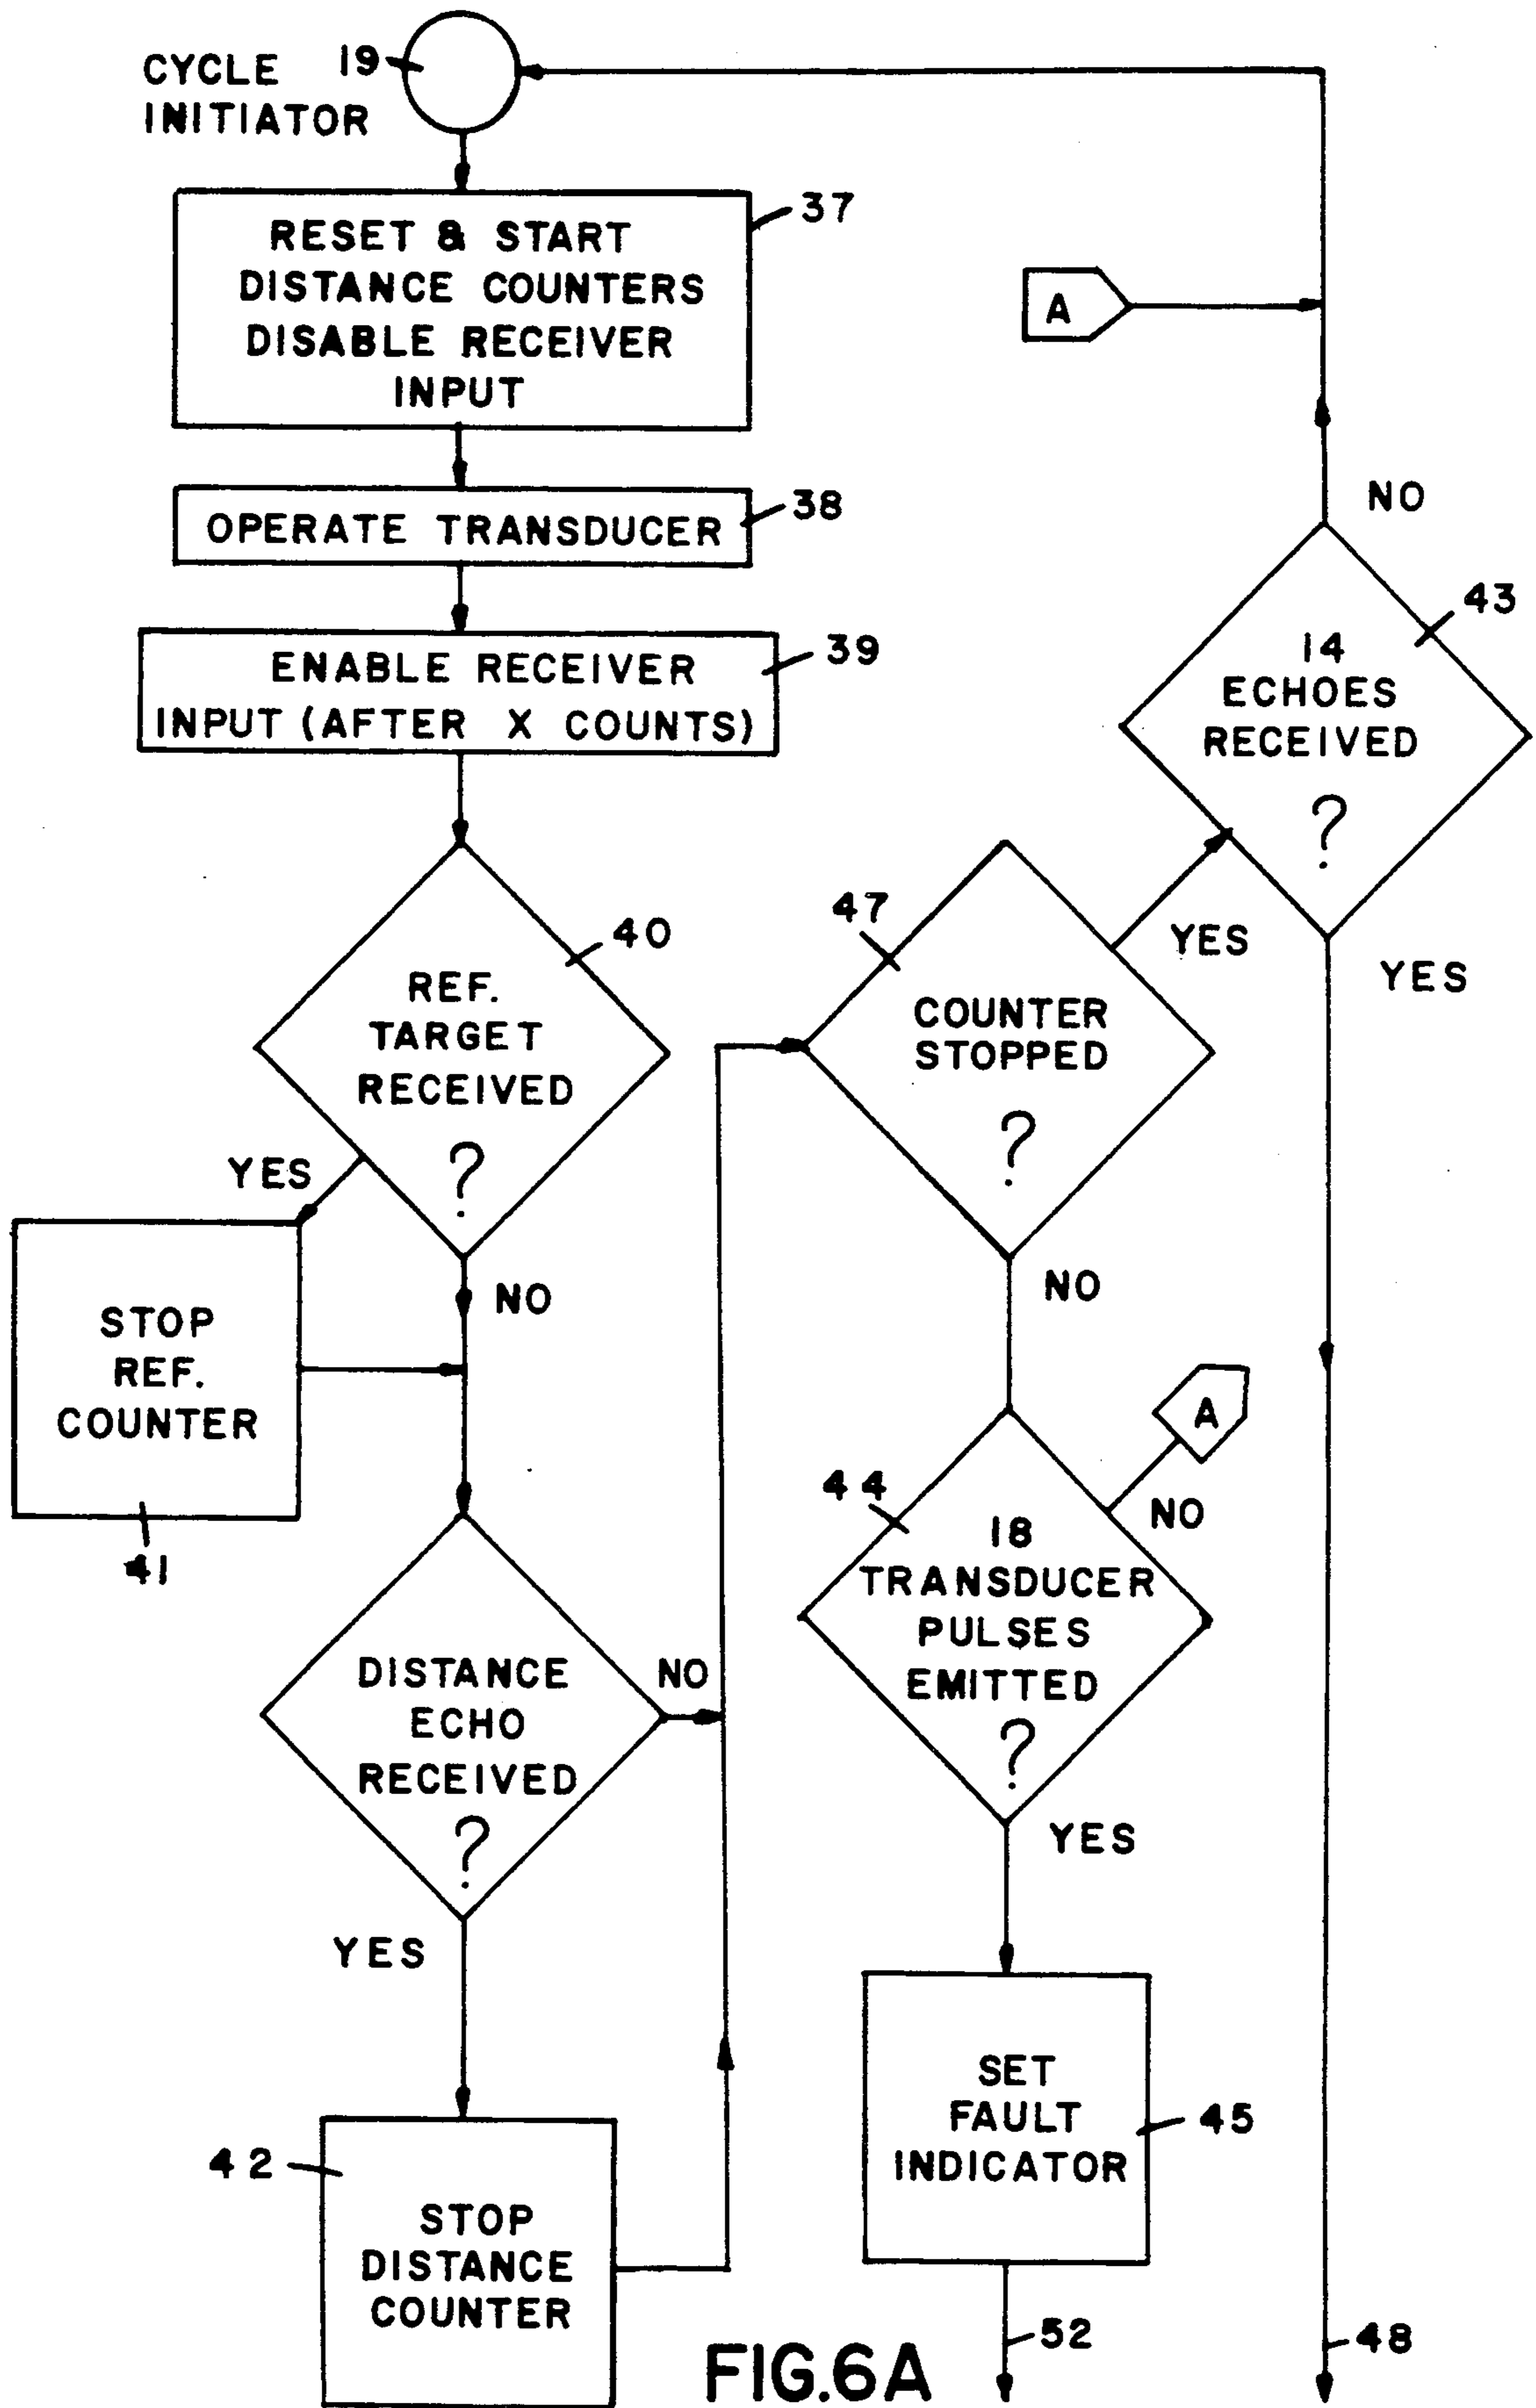 CYCLE
INITIATOR
19
RESET & START
DISTANCE COUNTERS
DISABLE RECEIVER
INPUT
37
OPERATE TRANSDUCER
38
ENABLE RECEIVER
INPUT (AFTER X COUNTS)
39
REF.
TARGET
RECEIVED
?
40
YES
NO
STOP
REF.
COUNTER
41
DISTANCE
ECHO
RECEIVED
?
NO
YES
42
STOP
DISTANCE
COUNTER
A
NO
43
14
ECHOES
RECEIVED
?
YES
47
COUNTER
STOPPED
?
YES
NO
A
44
18
TRANSDUCER
PULSES
EMITTED
?
NO
YES
SET
FAULT
INDICATOR
45
52
48
FIG.6A